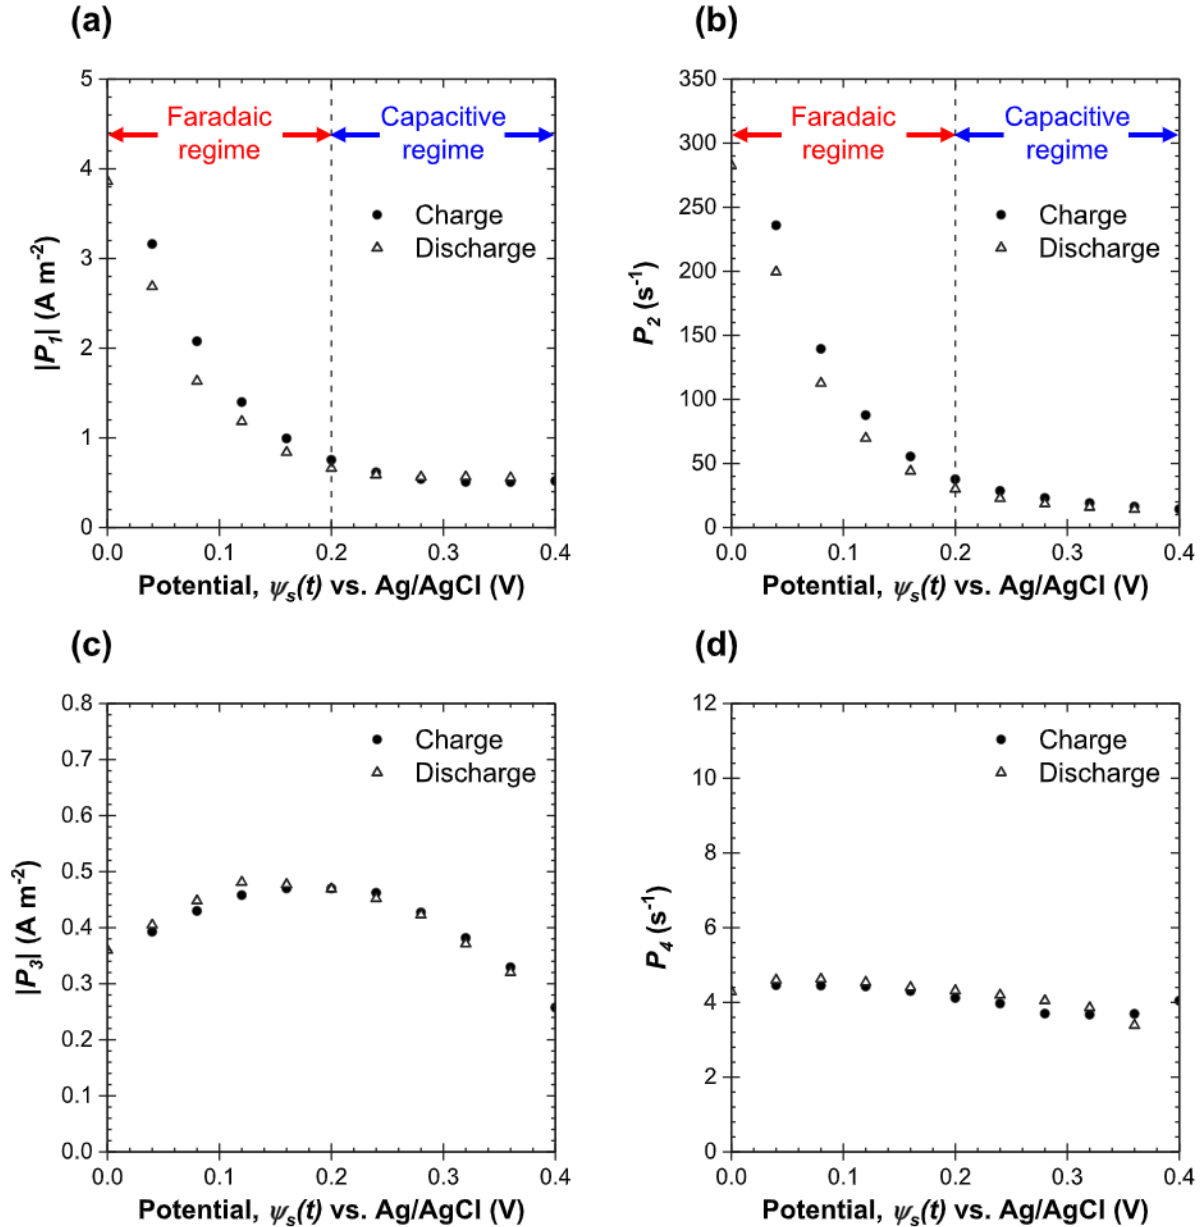 (a)
5
4
3
2
1
0
|P1| (A m-2)
Faradaic
regime
Capacitive
regime
Charge
Discharge
0.0 0.1 0.2 0.3 0.4
Potential, ψs(t) vs. Ag/AgCl (V)
(b)
350
300
250
200
150
100
50
0
P2 (s-1)
Faradaic
regime
Capacitive
regime
Charge
Discharge
0.0 0.1 0.2 0.3 0.4
Potential, ψs(t) vs. Ag/AgCl (V)
(c)
0.8
0.7
0.6
0.5
0.4
0.3
0.2
0.1
0.0
|P3| (A m-2)
Charge
Discharge
0.0 0.1 0.2 0.3 0.4
Potential, ψs(t) vs. Ag/AgCl (V)
(d)
12
10
8
6
4
2
0
P4 (s-1)
Charge
Discharge
0.0 0.1 0.2 0.3 0.4
Potential, ψs(t) vs. Ag/AgCl (V)